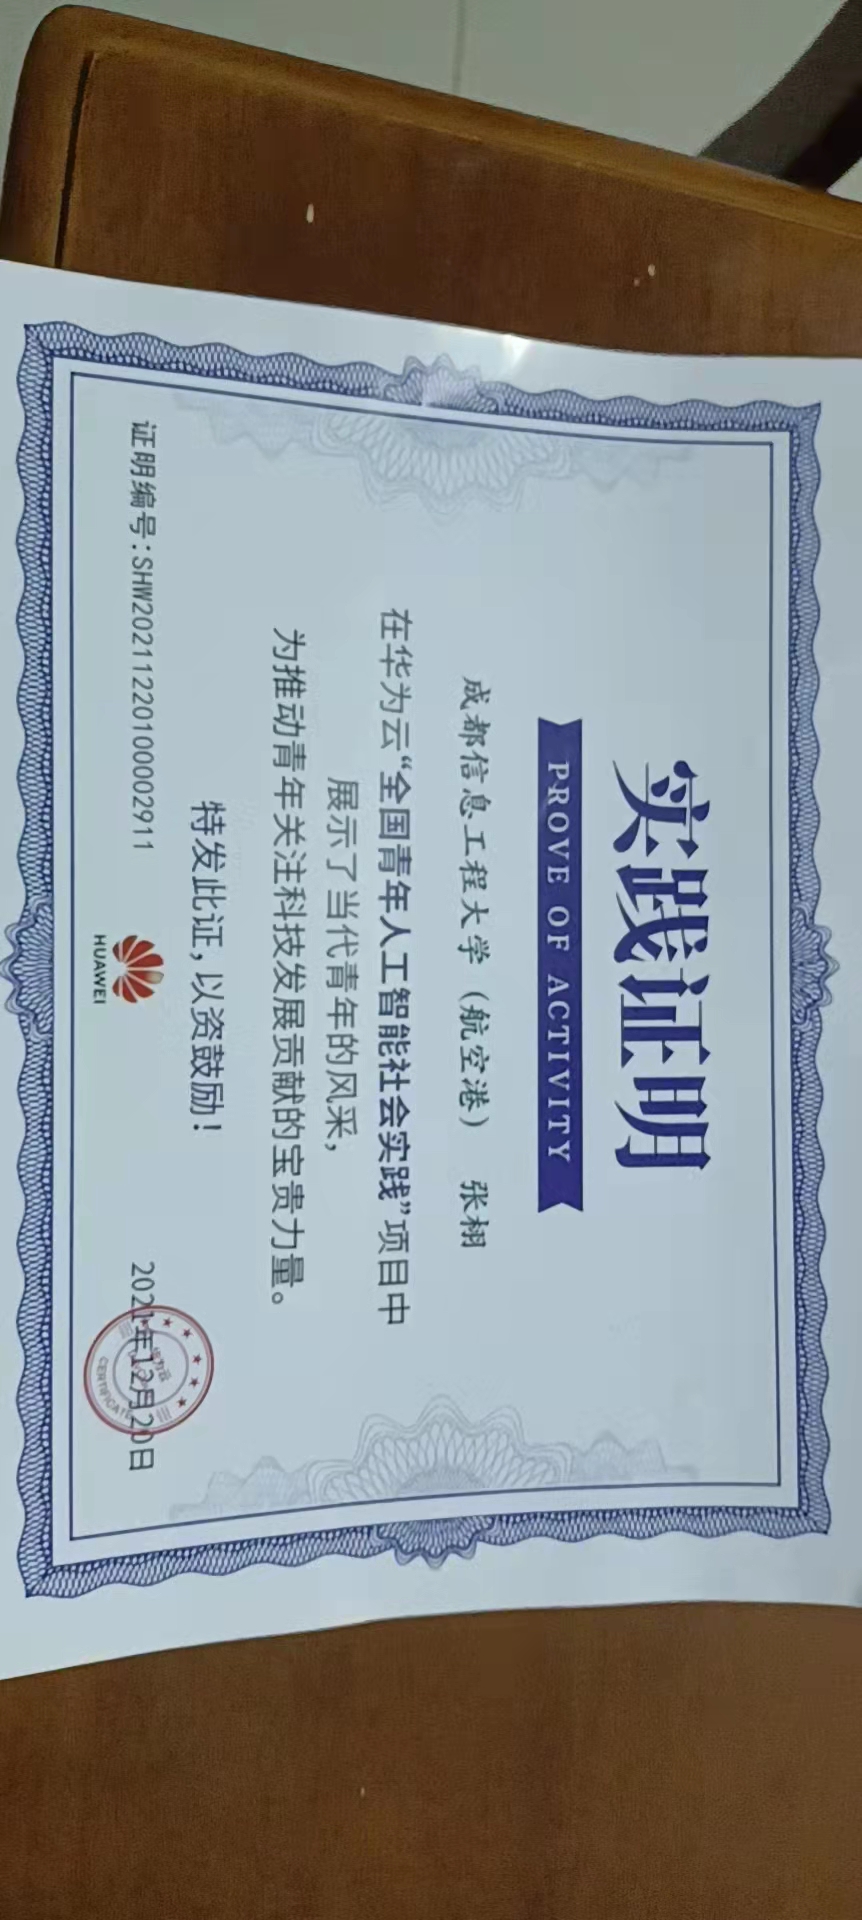 实践证明
PROVE OF ACTIVITY
成都信息工程大学（航空港） 张栩
在华为云“全国青年人工智能社会实践”项目中
展示了当代青年的风采，
为推动青年关注科技发展贡献的宝贵力量。
特发此证，以资鼓励！
证明编号：SHW20211220100002911
HUAWEI
2021年12月20日
华为云
CERTIFICATE